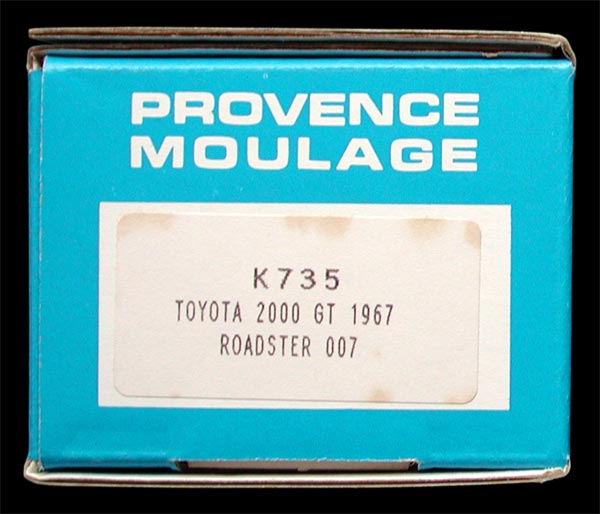 PROVENCE
MOULAGE
K735
TOYOTA 2000 GT 1967
ROADSTER 007